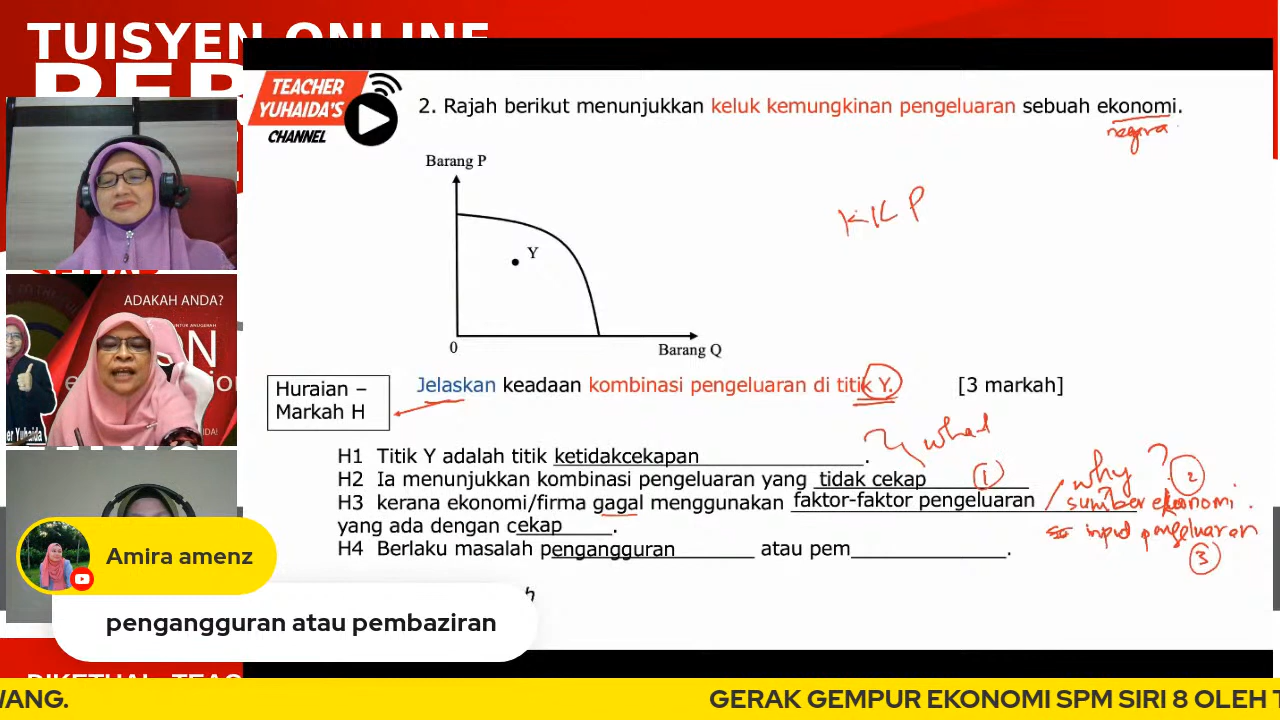 TUISYEN ONLINE
TEACHER
YUHAIDA'S
CHANNEL
2. Rajah berikut menunjukkan keluk kemungkinan pengeluaran sebuah ekonomi.
negara
Barang P
KKP
Y
0
Barang Q
ADAKAH ANDA?
Huraian –
Markah H
Jelaskan keadaan kombinasi pengeluaran di titik Y. [3 markah]
what
H1 Titik Y adalah titik ketidakcekapan.
H2 Ia menunjukkan kombinasi pengeluaran yang tidak cekap 1
why? 2
H3 kerana ekonomi/firma gagal menggunakan faktor-faktor pengeluaran / sumber ekonomi.
yang ada dengan cekap.
input pengeluaran
3
H4 Berlaku masalah pengangguran atau pem.
Amira amenz
pengangguran atau pembaziran
WANG.
GERAK GEMPUR EKONOMI SPM SIRI 8 OLEH T